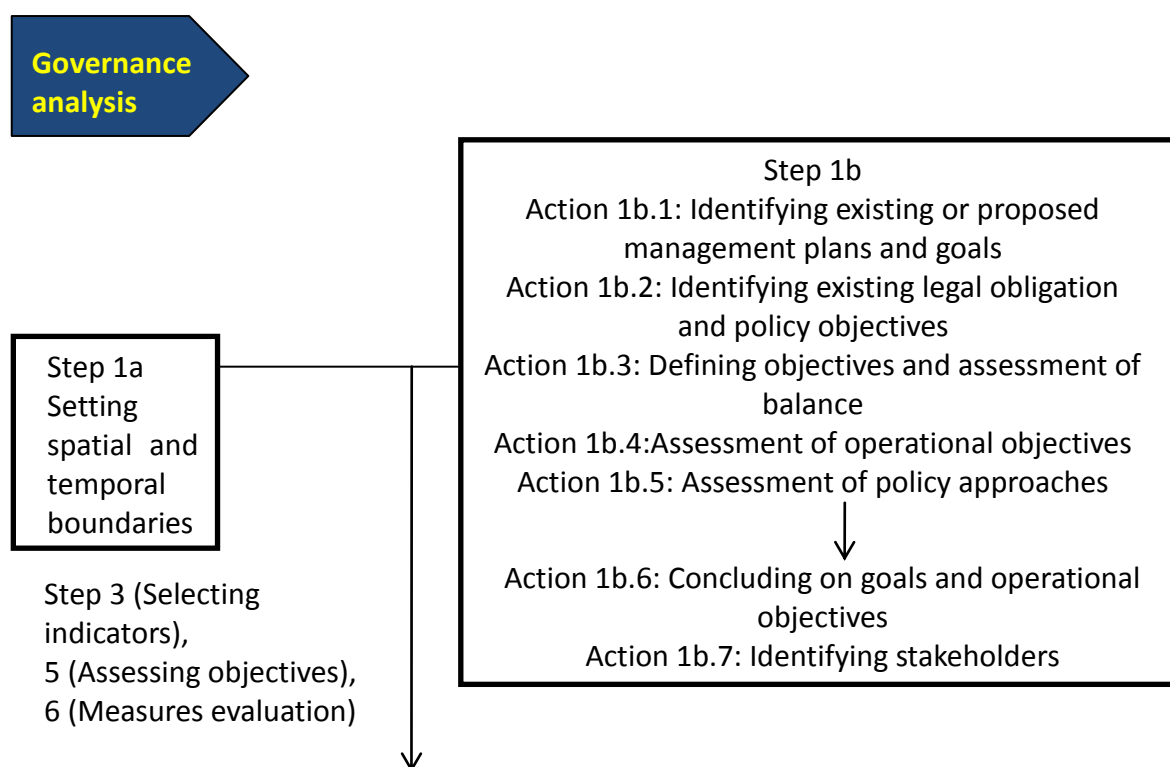 Governance
analysis
Step 1b
Action 1b.1: Identifying existing or proposed
management plans and goals
Action 1b.2: Identifying existing legal obligation
and policy objectives
Action 1b.3: Defining objectives and assessment of
balance
Action 1b.4:Assessment of operational objectives
Action 1b.5: Assessment of policy approaches
Action 1b.6: Concluding on goals and operational
objectives
Action 1b.7: Identifying stakeholders
Step 1a
Setting
spatial and
temporal
boundaries
Step 3 (Selecting
indicators),
5 (Assessing objectives),
6 (Measures evaluation)